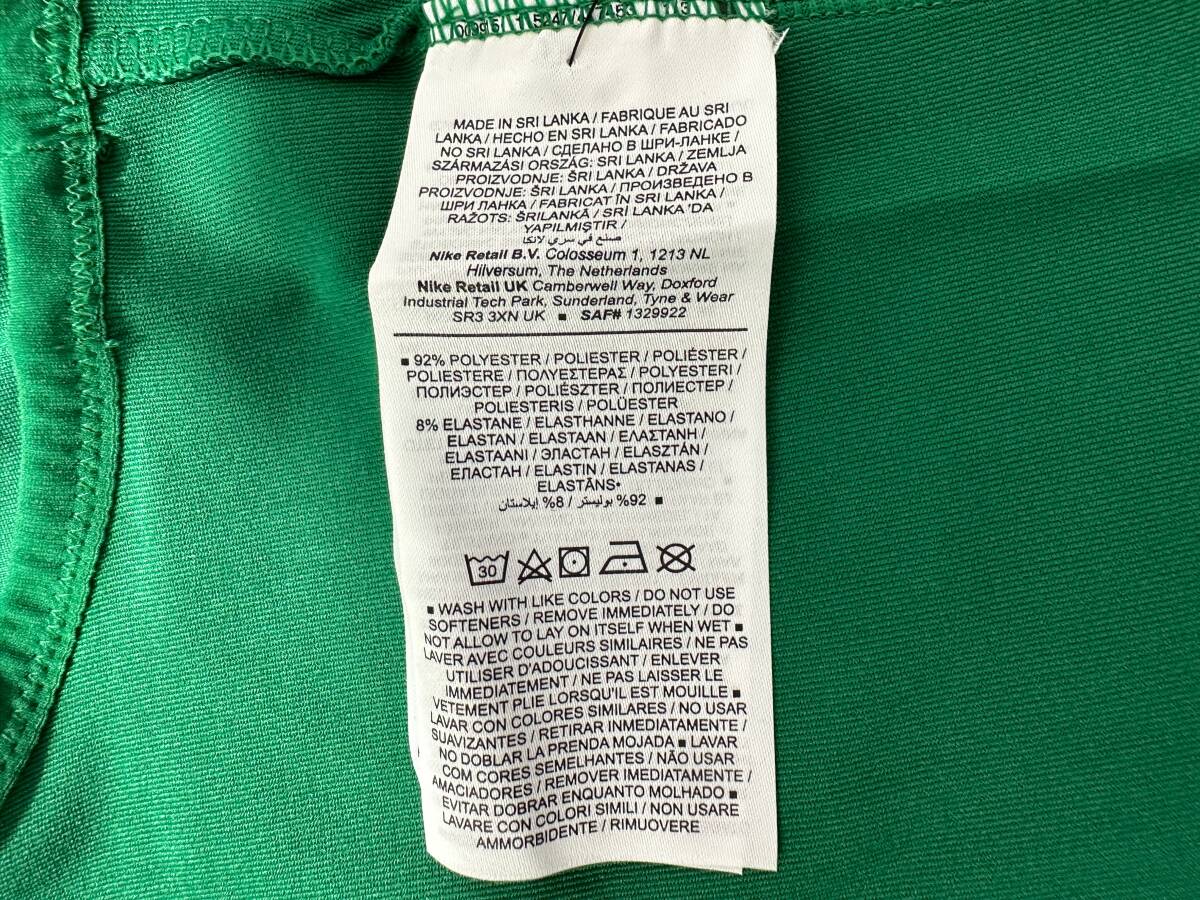 MADE IN SRI LANKA / FABRIQUE AU SRI
LANKA / HECHO EN SRI LANKA / FABRICADO
NO SRI LANKA / СДЕЛАНО В ШРИ-ЛАНКЕ /
SZÁRMAZÁSI ORSZÁG: SRI LANKA / ZEMLJA
PROIZVODNJE: ŠRI LANKA / DRŽAVA
PROIZVODNJE: ŠRI LANKA / ПРОИЗВЕДЕНО В
ШРИ ЛАНКА / FABRICAT ÎN SRI LANKA /
RAŽOTS: ŠRILANKĀ / SRİ LANKA 'DA
YAPILMIŞTIR /
صنع في سري لانكا
Nike Retail B.V. Colosseum 1, 1213 NL
Hilversum, The Netherlands
Nike Retail UK Camberwell Way, Doxford
Industrial Tech Park, Sunderland, Tyne & Wear
SR3 3XN UK ■ SAF# 1329922
■ 92% POLYESTER / POLIESTER / POLIÉSTER /
POLIESTERE / ΠΟΛΥΕΣΤΕΡΑΣ / POLYESTERI /
ПОЛИЭСТЕР / POLIÉSZTER / ПОЛИЕСТЕР /
POLIESTERIS / POLÜESTER
8% ELASTANE / ELASTHANNE / ELASTANO /
ELASTAN / ELASTAAN / ΕΛΑΣΤΑΝΗ /
ELASTAANI / ЭЛАСТАН / ELASZTÁN /
ЕЛАСТАН / ELASTIN / ELASTANAS /
ELASTĀNS•
■ 92% بوليستر / 8% إيلاستان
30
■ WASH WITH LIKE COLORS / DO NOT USE
SOFTENERS / REMOVE IMMEDIATELY / DO
NOT ALLOW TO LAY ON ITSELF WHEN WET ■
LAVER AVEC COULEURS SIMILAIRES / NE PAS
UTILISER D'ADOUCISSANT / ENLEVER
IMMEDIATEMENT / NE PAS LAISSER LE
VETEMENT PLIE LORSQU'IL EST MOUILLE ■
LAVAR CON COLORES SIMILARES / NO USAR
SUAVIZANTES / RETIRAR INMEDIATAMENTE /
NO DOBLAR LA PRENDA MOJADA ■ LAVAR
COM CORES SEMELHANTES / NÃO USAR
AMACIADORES / REMOVER IMEDIATAMENTE /
EVITAR DOBRAR ENQUANTO MOLHADO ■
LAVARE CON COLORI SIMILI / NON USARE
AMMORBIDENTE / RIMUOVERE